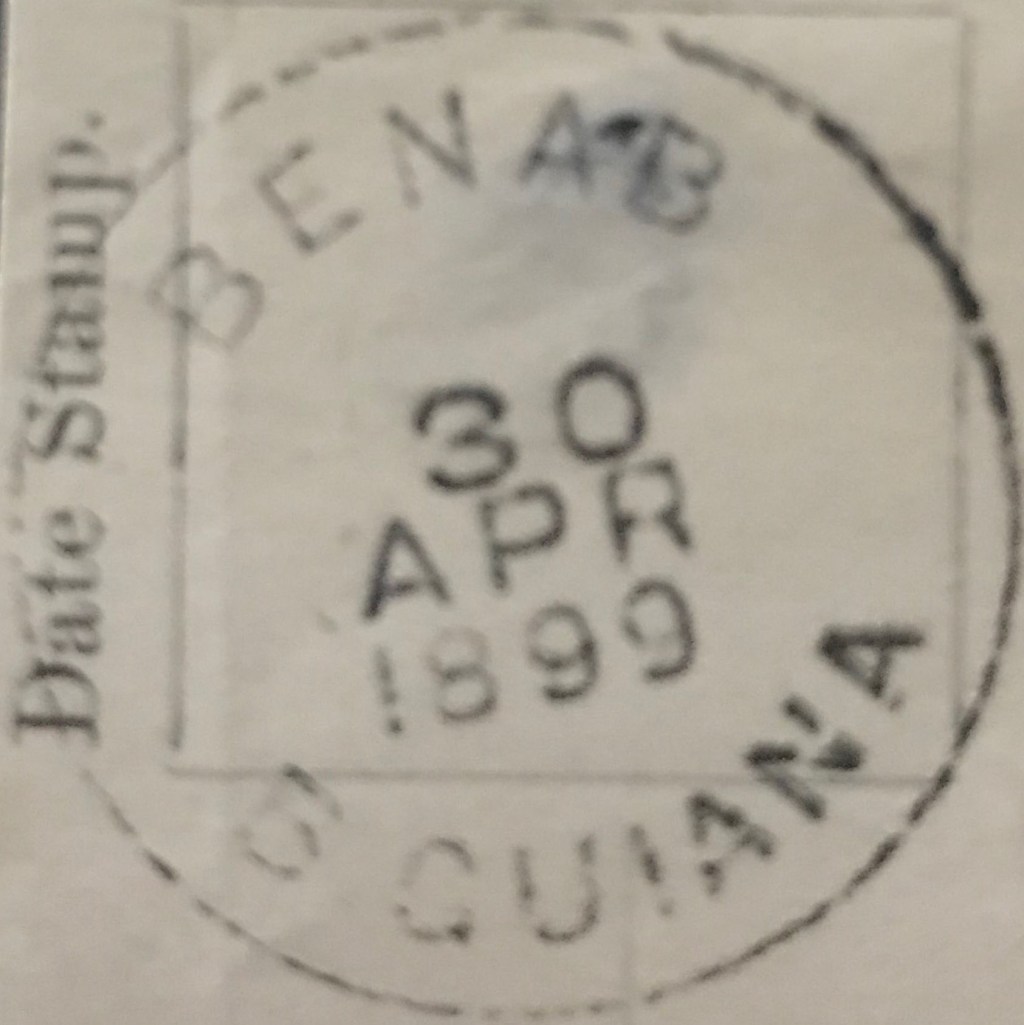 Date Stamp.
BENAB
30
APR
1899
B GUIANA